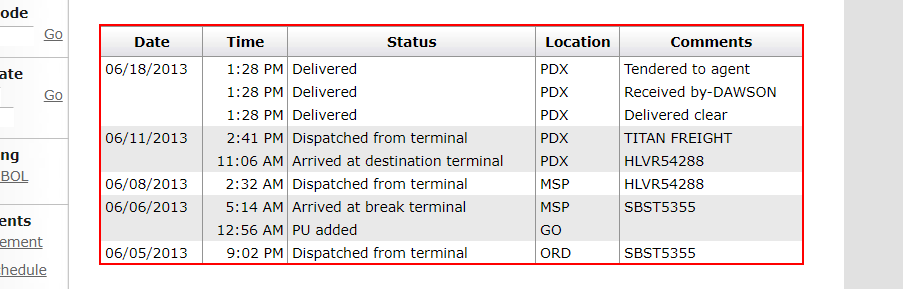 ode
Go
ate
Go
ng
BOL
ents
ement
hedule
Date Time Status Location Comments
06/18/2013 1:28 PM Delivered PDX Tendered to agent
1:28 PM Delivered PDX Received by-DAWSON
1:28 PM Delivered PDX Delivered clear
06/11/2013 2:41 PM Dispatched from terminal PDX TITAN FREIGHT
11:06 AM Arrived at destination terminal PDX HLVR54288
06/08/2013 2:32 AM Dispatched from terminal MSP HLVR54288
06/06/2013 5:14 AM Arrived at break terminal MSP SBST5355
12:56 AM PU added GO
06/05/2013 9:02 PM Dispatched from terminal ORD SBST5355